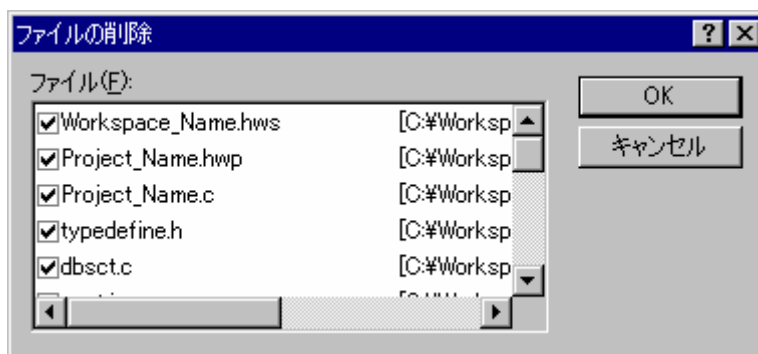 ファイルの削除
ファイル(F):
Workspace_Name.hws [C:¥Worksp
Project_Name.hwp [C:¥Worksp
Project_Name.c [C:¥Worksp
typedefine.h [C:¥Worksp
dbsct.c [C:¥Worksp
OK
キャンセル